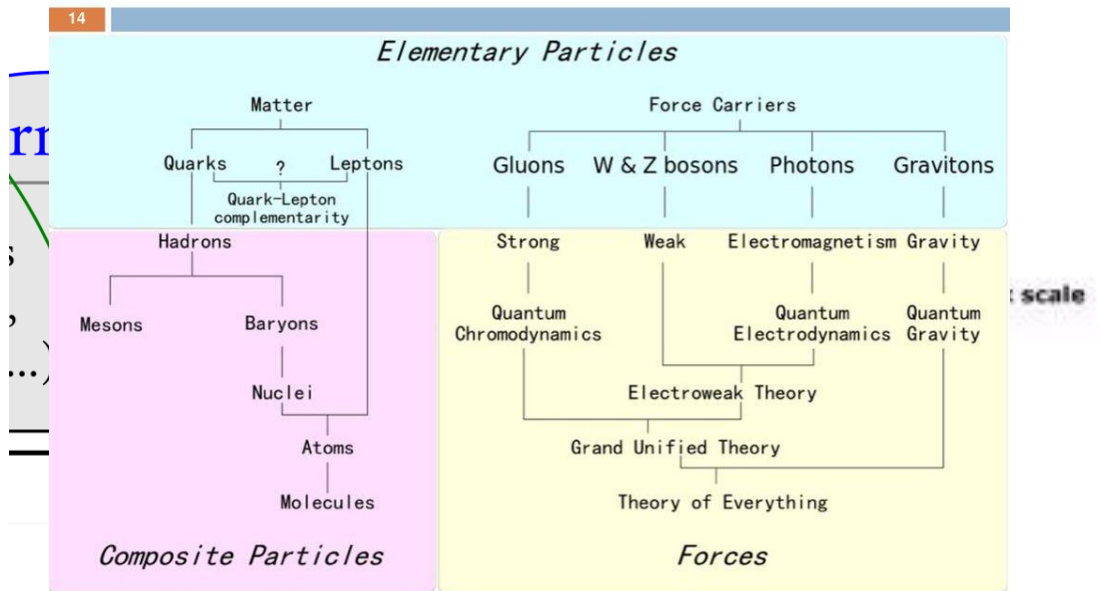 14
Elementary Particles
Matter
Force Carriers
Quarks
?
Leptons
Gluons
W & Z bosons
Photons
Gravitons
Quark-Lepton
complementarity
Hadrons
Strong
Weak
Electromagnetism
Gravity
Mesons
Baryons
Quantum
Chromodynamics
Quantum
Electrodynamics
Quantum
Gravity
Nuclei
Electroweak Theory
Atoms
Grand Unified Theory
Molecules
Theory of Everything
Composite Particles
Forces
scale